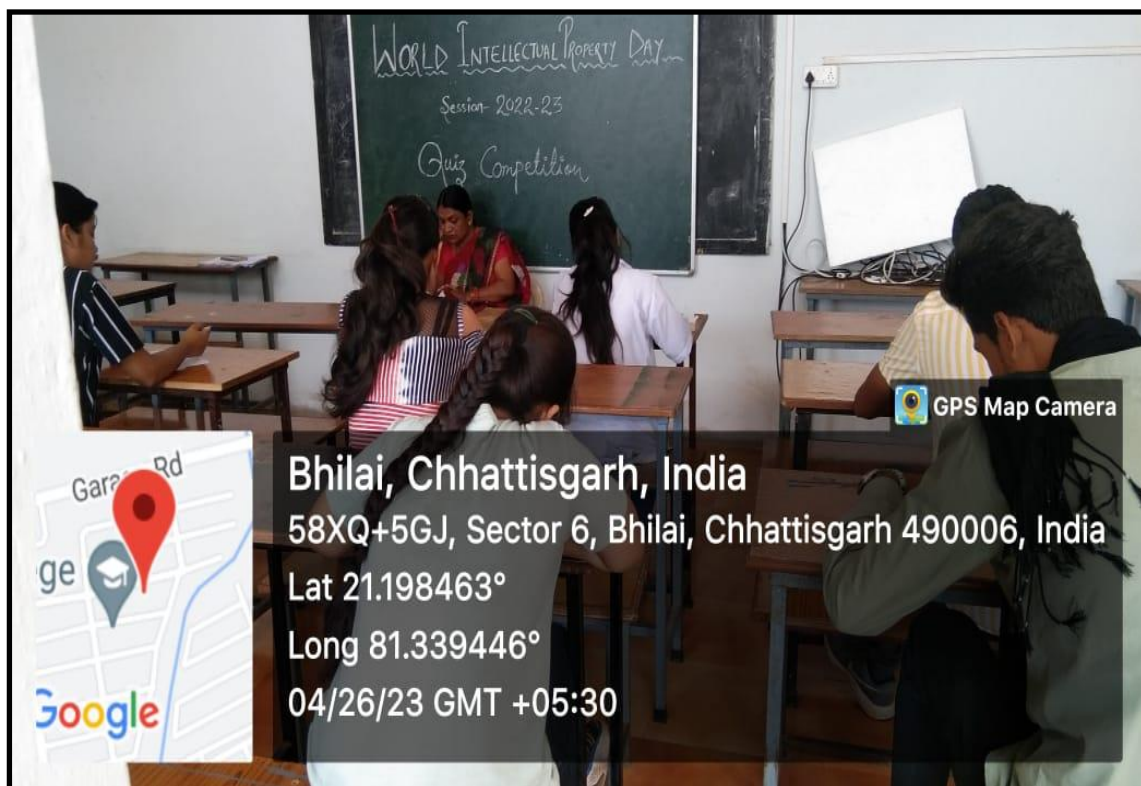 WORLD INTELLECTUAL PROPERTY DAY
Session- 2022-23
Quiz Competition
GPS Map Camera
Garage Rd
ge
Google
Bhilai, Chhattisgarh, India
58XQ+5GJ, Sector 6, Bhilai, Chhattisgarh 490006, India
Lat 21.198463°
Long 81.339446°
04/26/23 GMT +05:30